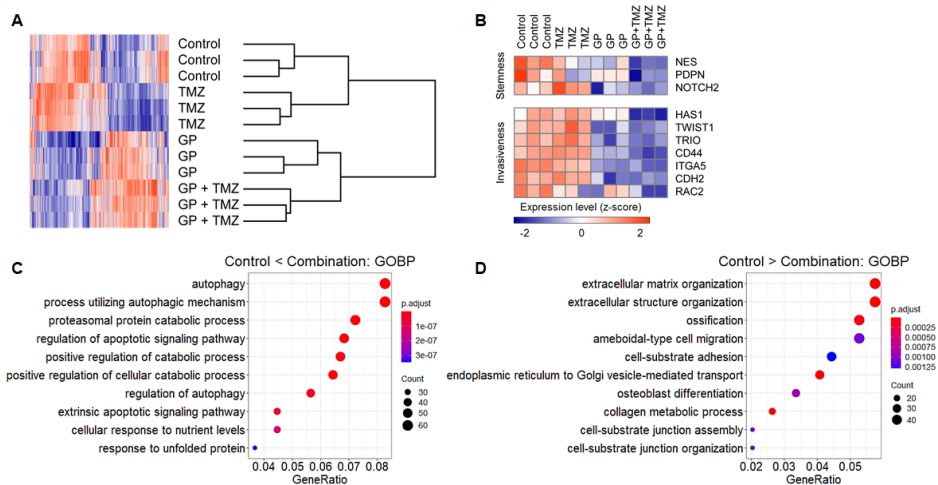 A
Control
Control
Control
TMZ
TMZ
TMZ
GP
GP
GP
GP + TMZ
GP + TMZ
GP + TMZ
B
Control
Control
Control
TMZ
TMZ
TMZ
GP
GP
GP
GP+TMZ
GP+TMZ
GP+TMZ
Stemness
NES
PDPN
NOTCH2
Invasiveness
HAS1
TWIST1
TRIO
CD44
ITGA5
CDH2
RAC2
Expression level (z-score)
-2 0 2
C
Control < Combination: GOBP
autophagy
process utilizing autophagic mechanism
proteasomal protein catabolic process
regulation of apoptotic signaling pathway
positive regulation of catabolic process
positive regulation of cellular catabolic process
regulation of autophagy
extrinsic apoptotic signaling pathway
cellular response to nutrient levels
response to unfolded protein
0.04 0.05 0.06 0.07 0.08
GeneRatio
p.adjust
1e-07
2e-07
3e-07
Count
30
40
50
60
D
Control > Combination: GOBP
extracellular matrix organization
extracellular structure organization
ossification
ameboidal-type cell migration
cell-substrate adhesion
endoplasmic reticulum to Golgi vesicle-mediated transport
osteoblast differentiation
collagen metabolic process
cell-substrate junction assembly
cell-substrate junction organization
0.02 0.03 0.04 0.05
GeneRatio
p.adjust
0.00025
0.00050
0.00075
0.00100
0.00125
Count
20
30
40